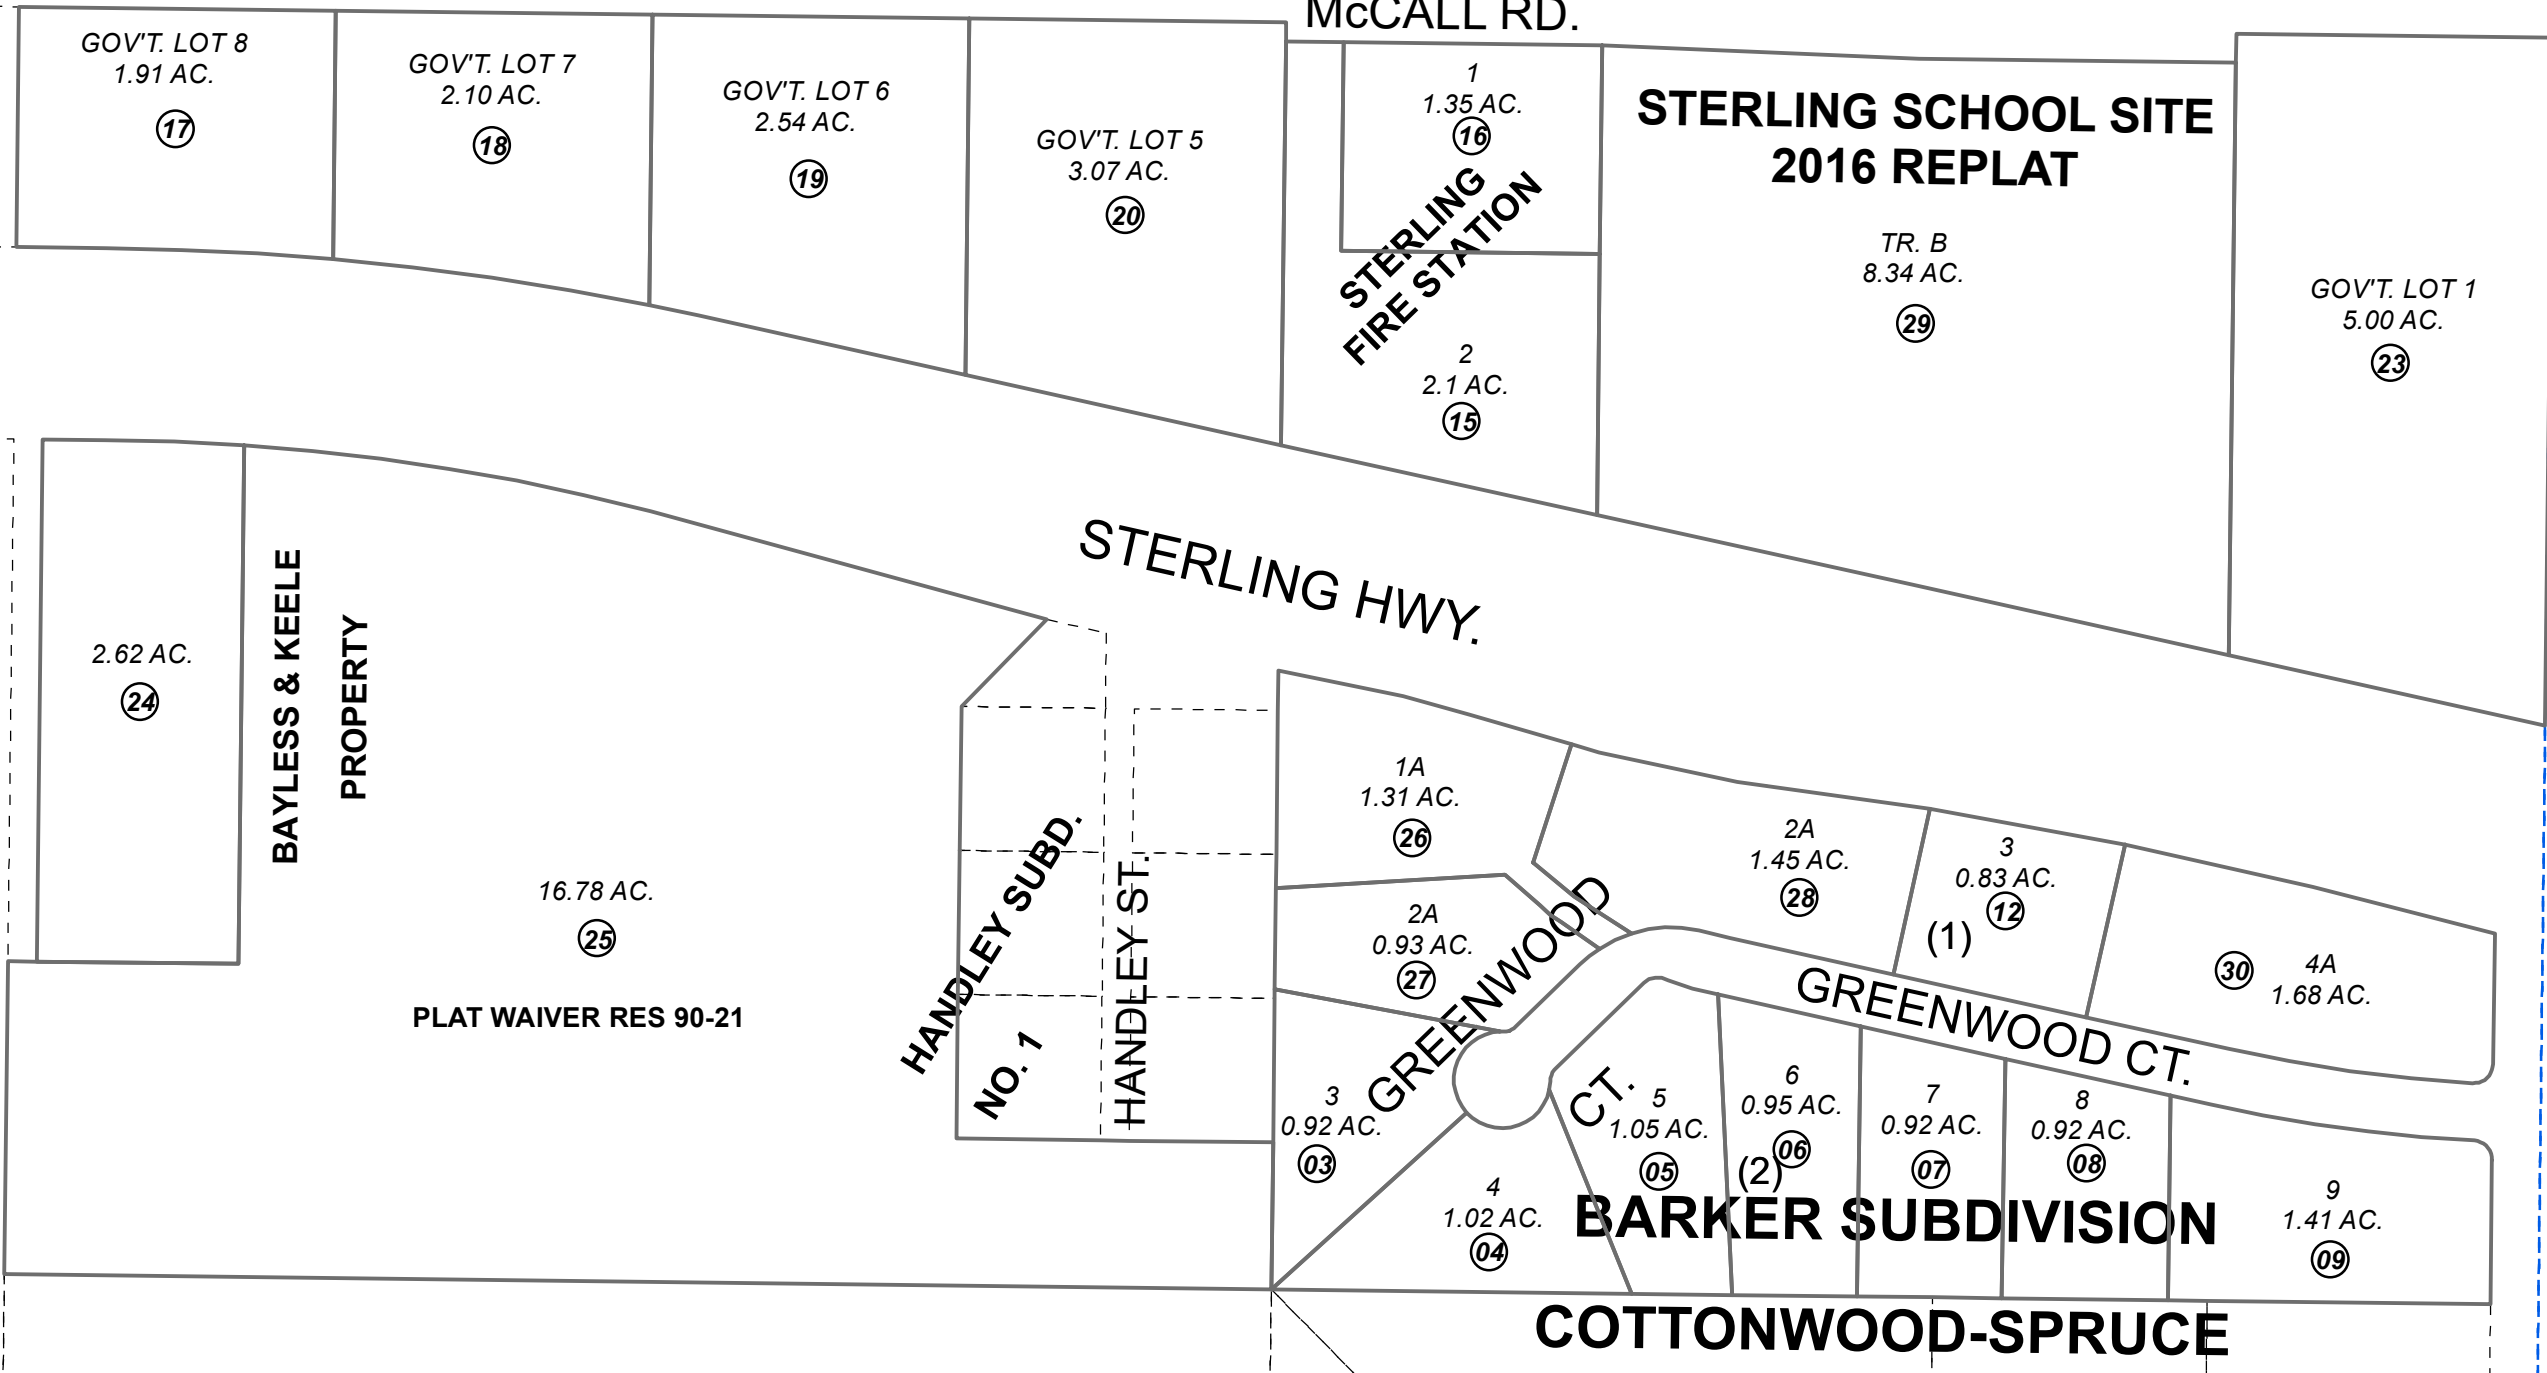 McCALL RD.
GOV'T. LOT 8
1.91 AC.
17
GOV'T. LOT 7
2.10 AC.
18
GOV'T. LOT 6
2.54 AC.
19
GOV'T. LOT 5
3.07 AC.
20
1
1.35 AC.
16
STERLING
FIRE STATION
2
2.1 AC.
15
STERLING SCHOOL SITE
2016 REPLAT
TR. B
8.34 AC.
29
GOV'T. LOT 1
5.00 AC.
23
STERLING HWY.
2.62 AC.
24
BAYLESS & KEELE
PROPERTY
16.78 AC.
25
PLAT WAIVER RES 90-21
HANDLEY SUBD.
NO. 1
HANDLEY ST.
1A
1.31 AC.
26
2A
0.93 AC.
27
GREENWOOD
CT.
2A
1.45 AC.
28
3
0.83 AC.
12
(1)
30
4A
1.68 AC.
GREENWOOD CT.
3
0.92 AC.
03
4
1.02 AC.
04
5
1.05 AC.
05
6
0.95 AC.
06
(2)
7
0.92 AC.
07
8
0.92 AC.
08
9
1.41 AC.
09
BARKER SUBDIVISION
COTTONWOOD-SPRUCE